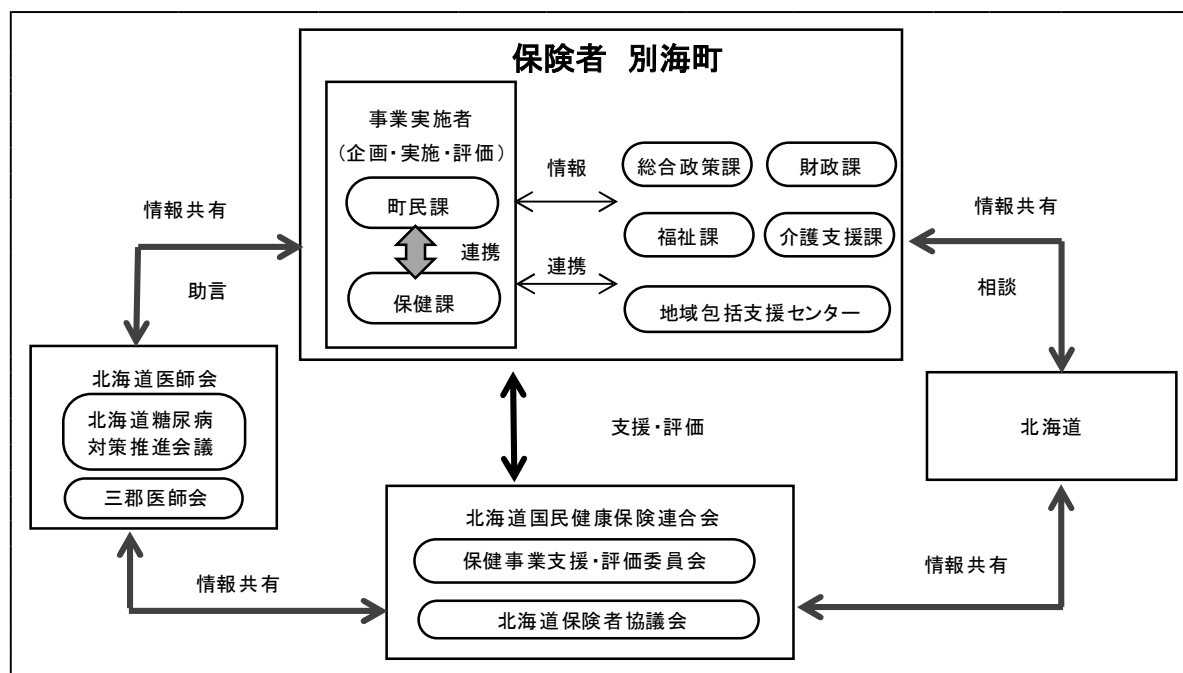 保険者 別海町
事業実施者
(企画・実施・評価)
町民課
連携
保健課
情報
連携
総合政策課
財政課
福祉課
介護支援課
地域包括支援センター
情報共有
助言
情報共有
相談
北海道医師会
北海道糖尿病
対策推進会議
三郡医師会
支援・評価
北海道
北海道国民健康保険連合会
保健事業支援・評価委員会
北海道保険者協議会
情報共有
情報共有